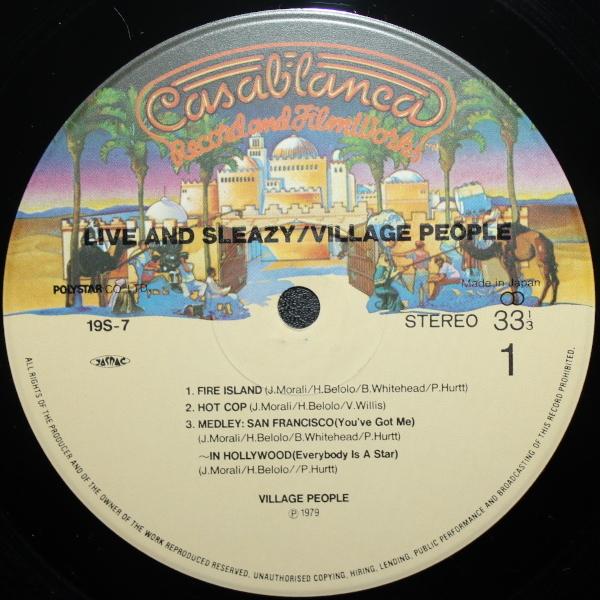 Casablanca
Record and FilmWorks
LIVE AND SLEAZY/VILLAGE PEOPLE
POLYSTAR CO., LTD.
Made in Japan
19S-7
STEREO 33 1/3
JASRAC
1
1. FIRE ISLAND (J.Morali/H.Belolo/B.Whitehead/P.Hurtt)
2. HOT COP (J.Morali/H.Belolo/V.Willis)
3. MEDLEY: SAN FRANCISCO(You've Got Me)
(J.Morali/H.Belolo/B.Whitehead/P.Hurtt)
~IN HOLLYWOOD(Everybody Is A Star)
(J.Morali/H.Belolo//P.Hurtt)
VILLAGE PEOPLE
Ⓟ 1979
ALL RIGHTS OF THE PRODUCER AND OF THE OWNER OF THE WORK REPRODUCED RESERVED. UNAUTHORISED COPYING, HIRING, LENDING, PUBLIC PERFORMANCE AND BROADCASTING OF THIS RECORD PROHIBITED.